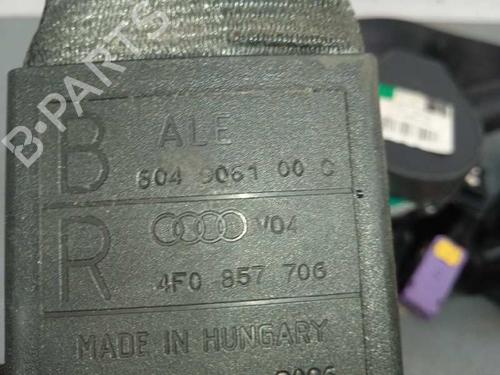 B-PARTS
B
ALE
604 9061 00 C
V04
R
4F0 857 706
MADE IN HUNGARY